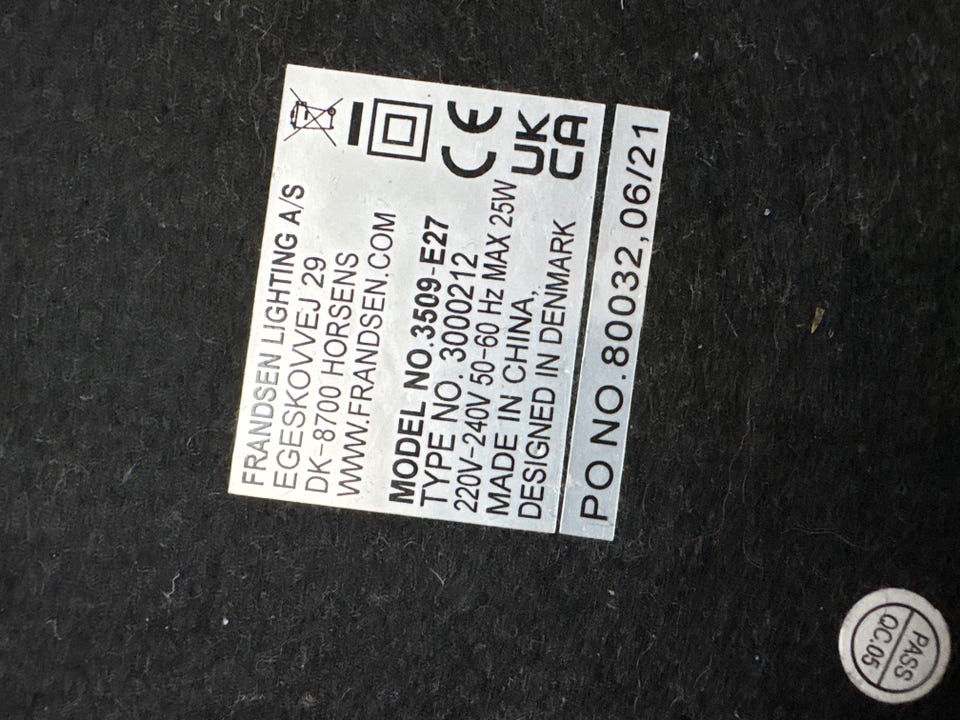 FRANDSEN LIGHTING A/S
EGESKOVVEJ 29
DK-8700 HORSENS
WWW.FRANDSEN.COM
MODEL NO.3509-E27
TYPE NO. 3000212
220V-240V 50-60 Hz MAX 25W
MADE IN CHINA,
DESIGNED IN DENMARK
CE
UK
CA
PO NO.80032,06/21
PASS
QC.05